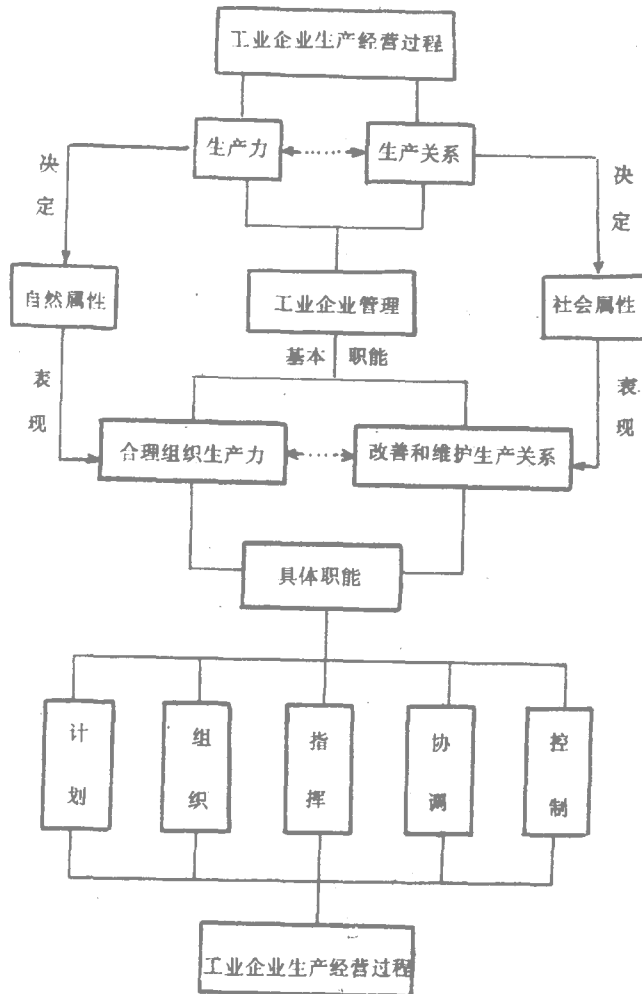 工业企业生产经营过程
生产力
生产关系
决定
决定
自然属性
工业企业管理
社会属性
基本 职能
表现
表现
合理组织生产力
改善和维护生产关系
具体职能
计划
组织
指挥
协调
控制
工业企业生产经营过程